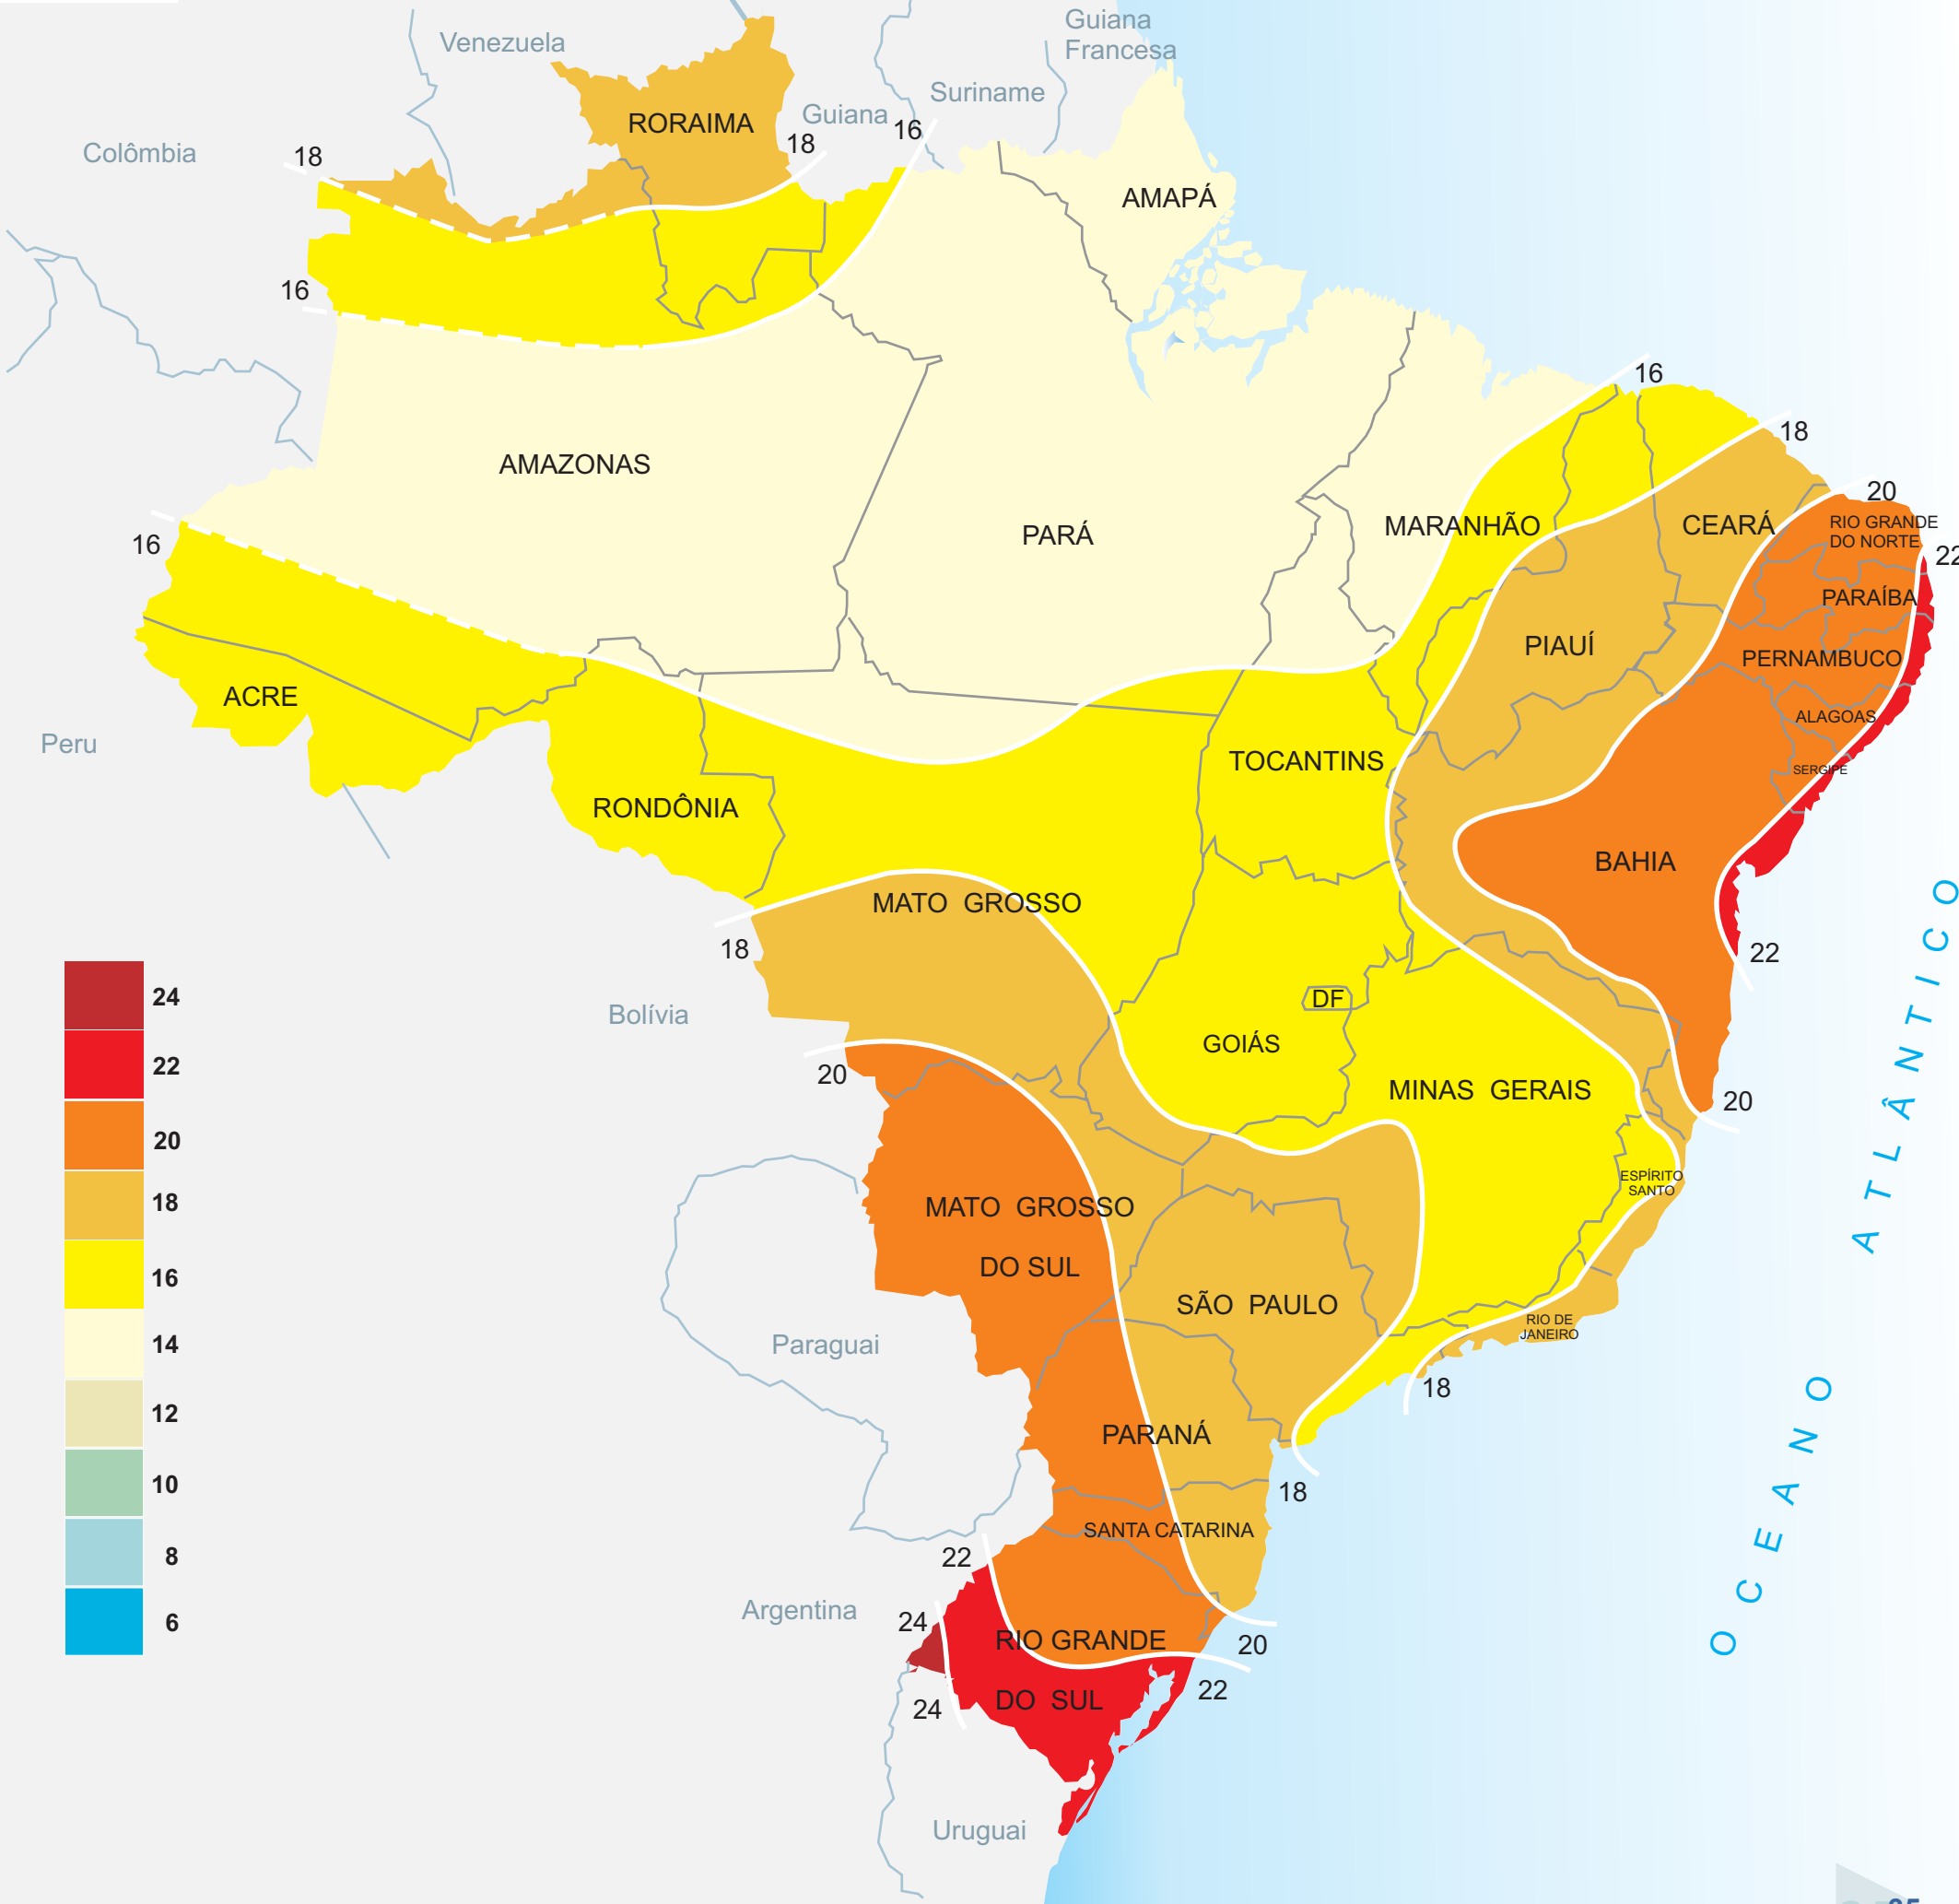 Guiana
Francesa
Venezuela
Suriname
Guiana
RORAIMA
16
18
18
Colômbia
AMAPÁ
16
16
18
AMAZONAS
20
RIO GRANDE
DO NORTE
CEARÁ
MARANHÃO
PARÁ
16
22
PARAÍBA
PIAUÍ
PERNAMBUCO
ACRE
ALAGOAS
Peru
TOCANTINS
SERGIPE
RONDÔNIA
BAHIA
MATO GROSSO
18
22
DF
Bolívia
GOIÁS
20
MINAS GERAIS
20
ESPÍRITO
SANTO
MATO GROSSO
DO SUL
SÃO PAULO
RIO DE
JANEIRO
Paraguai
18
PARANÁ
18
SANTA CATARINA
22
Argentina
24
RIO GRANDE
DO SUL
20
22
24
Uruguai
OCEANO ATLÂNTICO
24
22
20
18
16
14
12
10
8
6